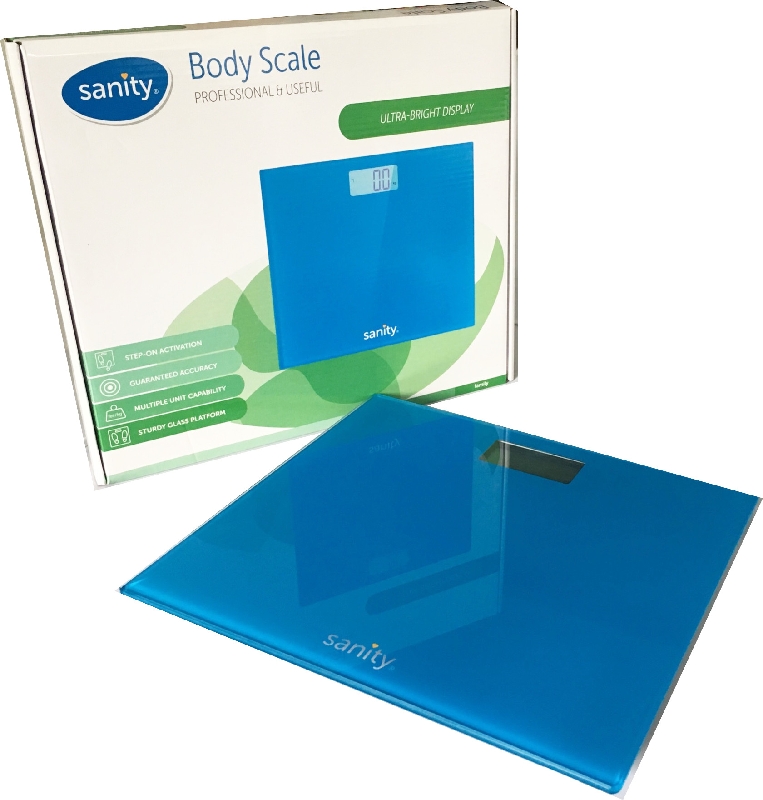 sanity®
Body Scale
PROFESSIONAL & USEFUL
ULTRA-BRIGHT DISPLAY
00
sanity®
STEP-ON ACTIVATION
GUARANTEED ACCURACY
MULTIPLE UNIT CAPABILITY
STURDY GLASS PLATFORM
family
sanity®